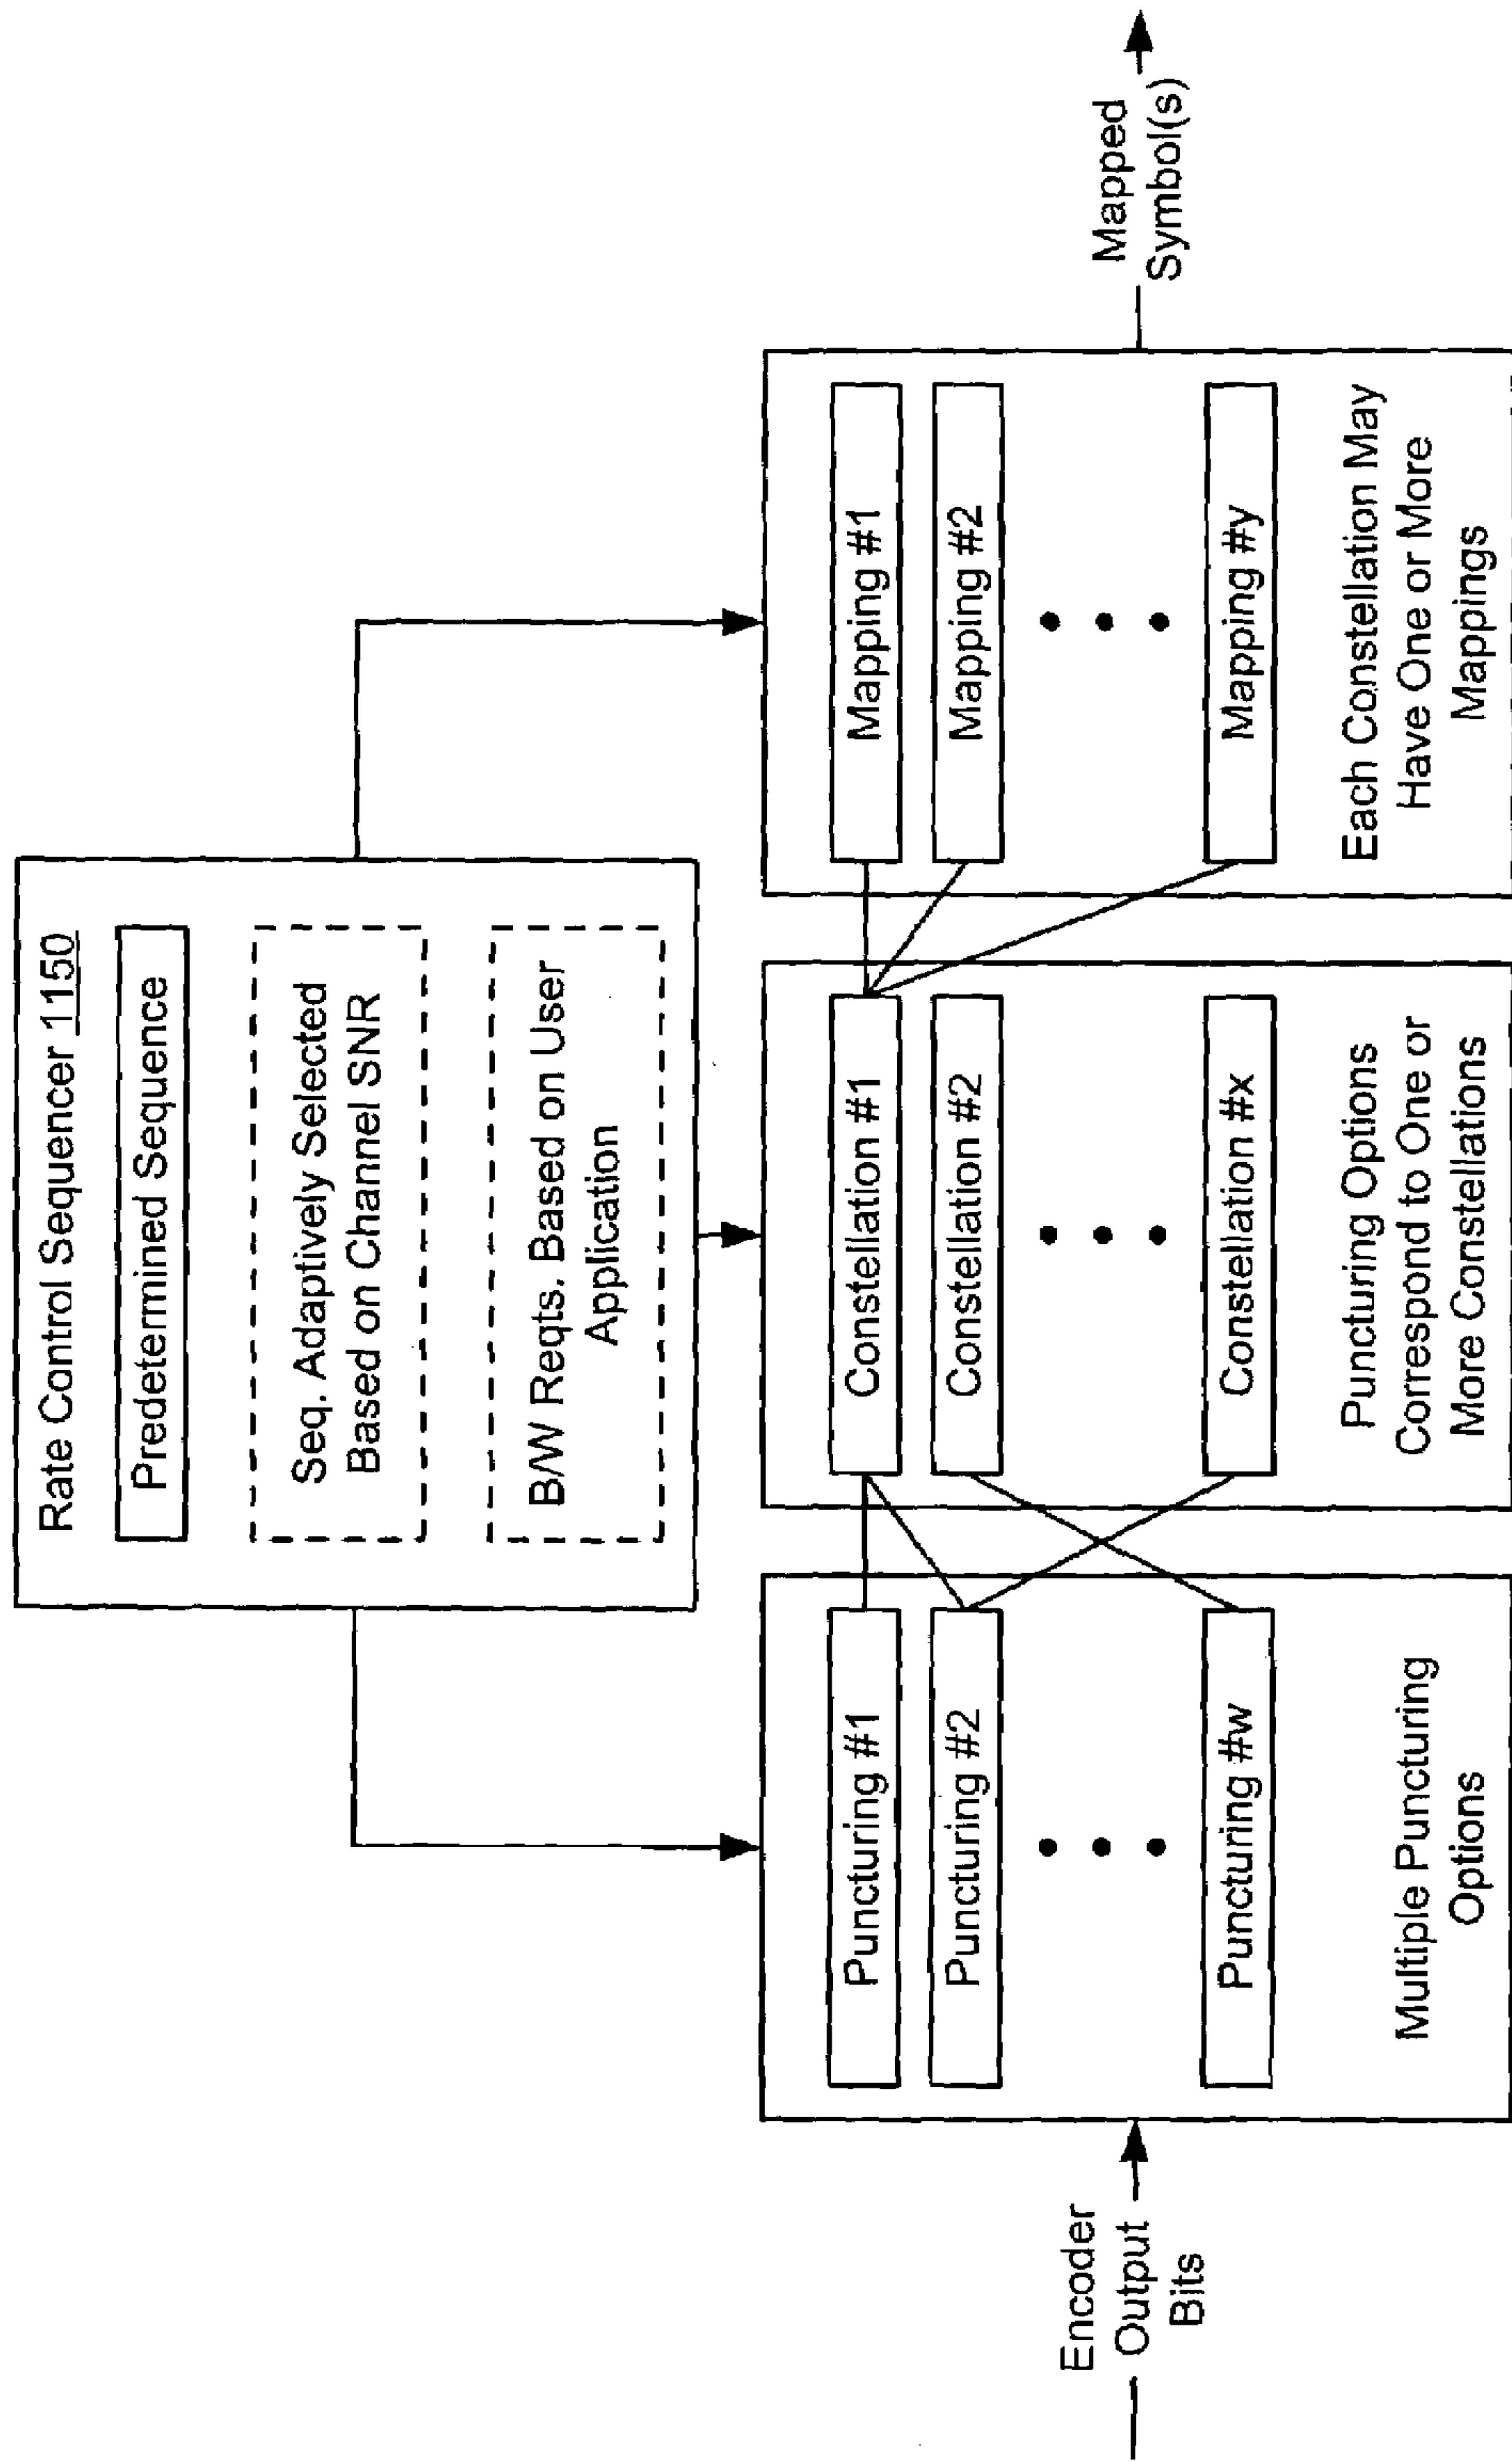 Rate Control Sequencer 1150
Predetermined Sequence
Seq. Adaptively Selected
Based on Channel SNR
B/W Reqts. Based on User
Application
Encoder
Output
Bits
Puncturing #1
Puncturing #2
Puncturing #w
Multiple Puncturing
Options
Constellation #1
Constellation #2
Constellation #x
Puncturing Options
Correspond to One or
More Constellations
Mapping #1
Mapping #2
Mapping #y
Each Constellation May
Have One or More
Mappings
Mapped
Symbol(s)